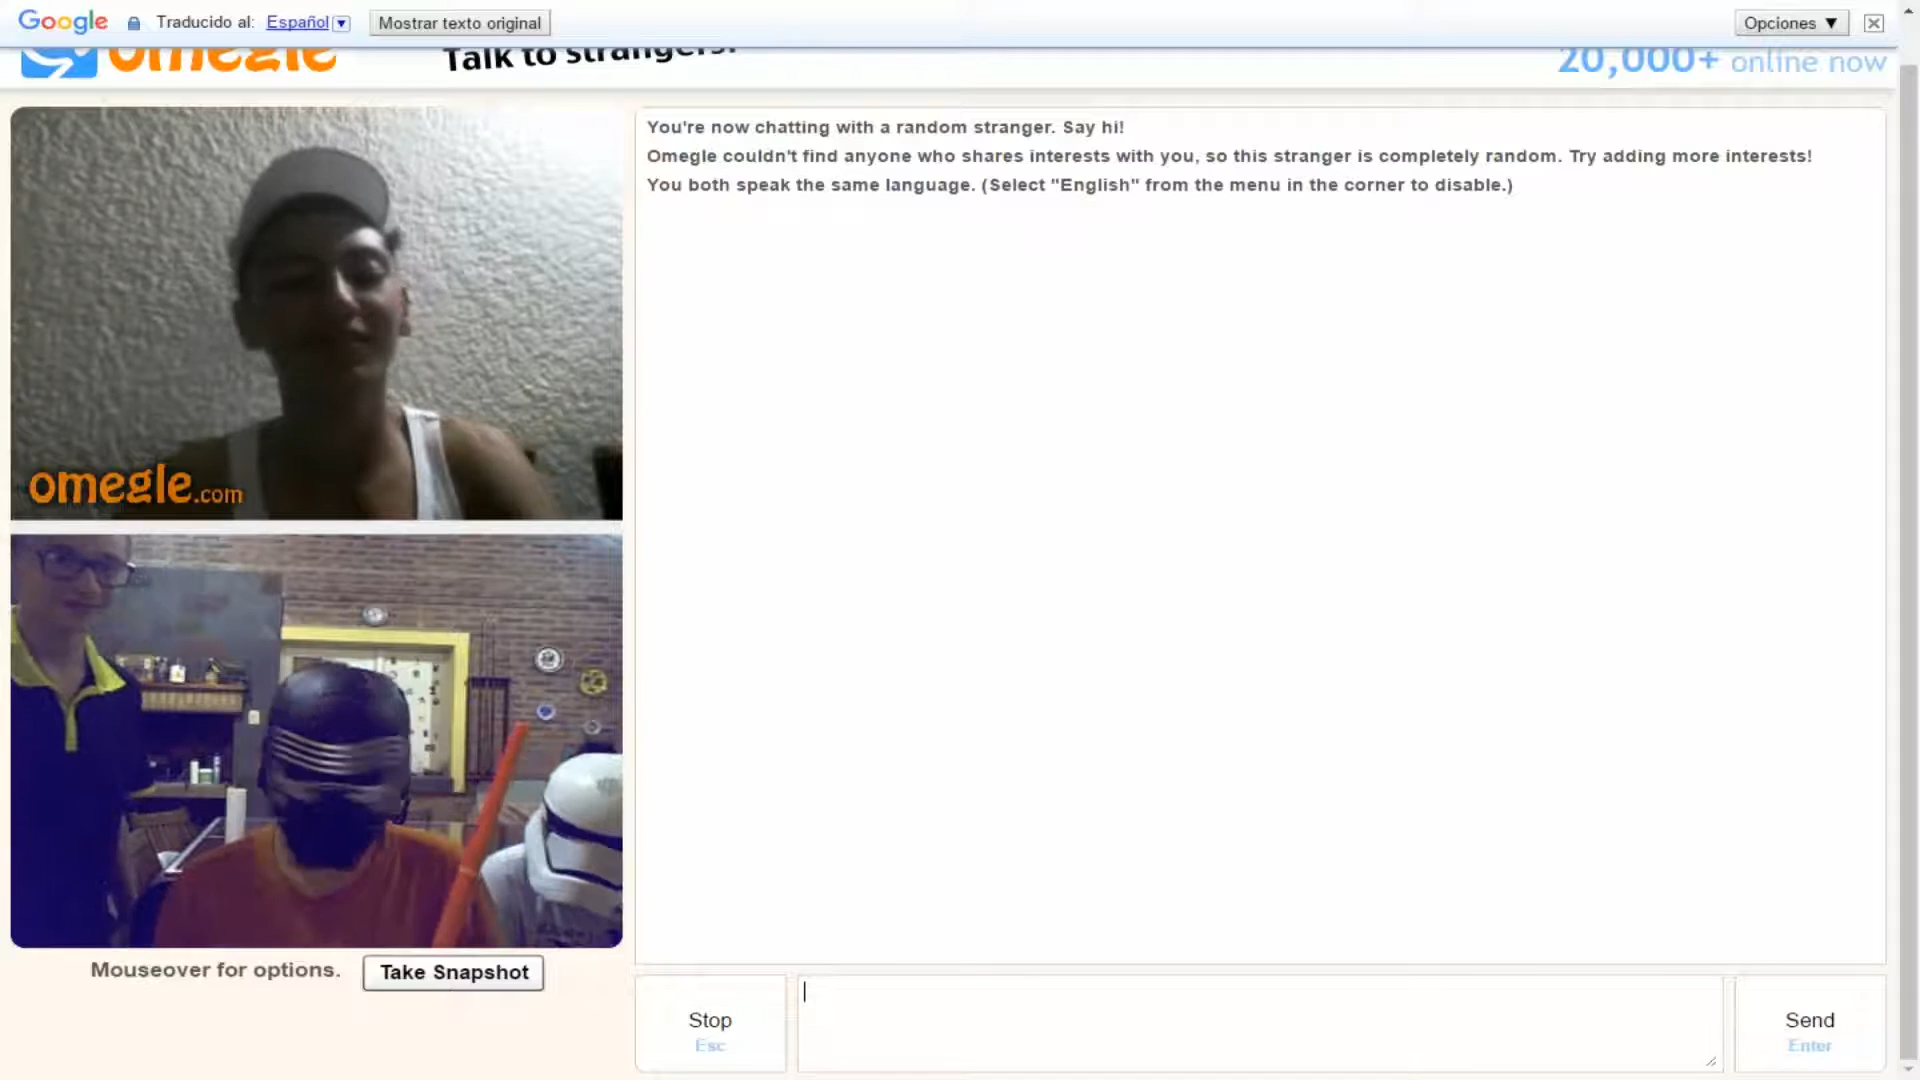 Google Traducido al: Español ▼ Mostrar texto original Opciones ▼
omegle Talk to strangers! 20,000+ online now
You're now chatting with a random stranger. Say hi!
Omegle couldn't find anyone who shares interests with you, so this stranger is completely random. Try adding more interests!
You both speak the same language. (Select "English" from the menu in the corner to disable.)
omegle.com
Mouseover for options. Take Snapshot
Stop
Esc
Send
Enter